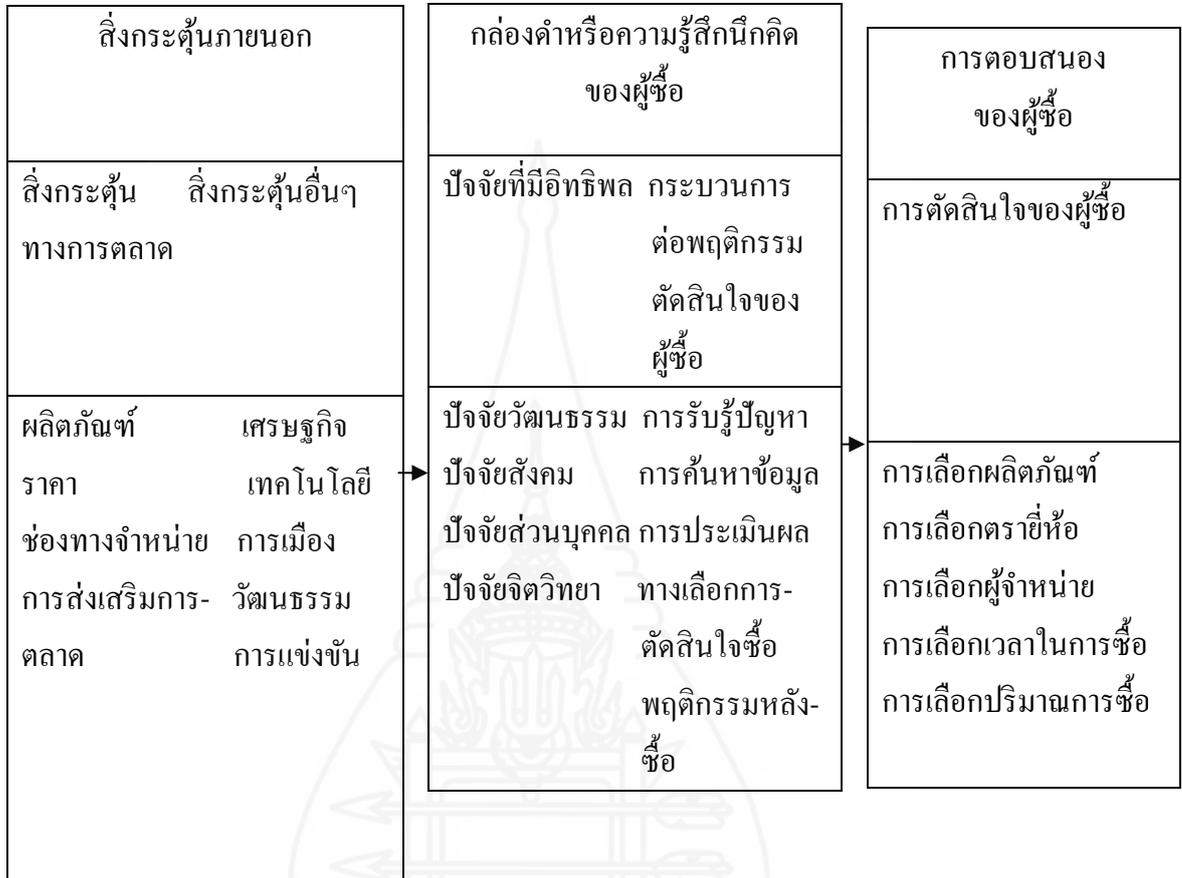 สิ่งกระตุ้นภายนอก
สิ่งกระตุ้น สิ่งกระตุ้นอื่นๆ
ทางการตลาด
ผลิตภัณฑ์ เศรษฐกิจ
ราคา เทคโนโลยี
ช่องทางจำหน่าย การเมือง
การส่งเสริมการ- วัฒนธรรม
ตลาด การแข่งขัน
กล่องดำหรือความรู้สึกนึกคิด
ของผู้ซื้อ
ปัจจัยที่มีอิทธิพล กระบวนการ
ต่อพฤติกรรม
ตัดสินใจของ
ผู้ซื้อ
ปัจจัยวัฒนธรรม การรับรู้ปัญหา
ปัจจัยสังคม การค้นหาข้อมูล
ปัจจัยส่วนบุคคล การประเมินผล
ปัจจัยจิตวิทยา ทางเลือกการ-
ตัดสินใจซื้อ
พฤติกรรมหลัง-
ซื้อ
การตอบสนอง
ของผู้ซื้อ
การตัดสินใจของผู้ซื้อ
การเลือกผลิตภัณฑ์
การเลือกตรายี่ห้อ
การเลือกผู้จำหน่าย
การเลือกเวลาในการซื้อ
การเลือกปริมาณการซื้อ